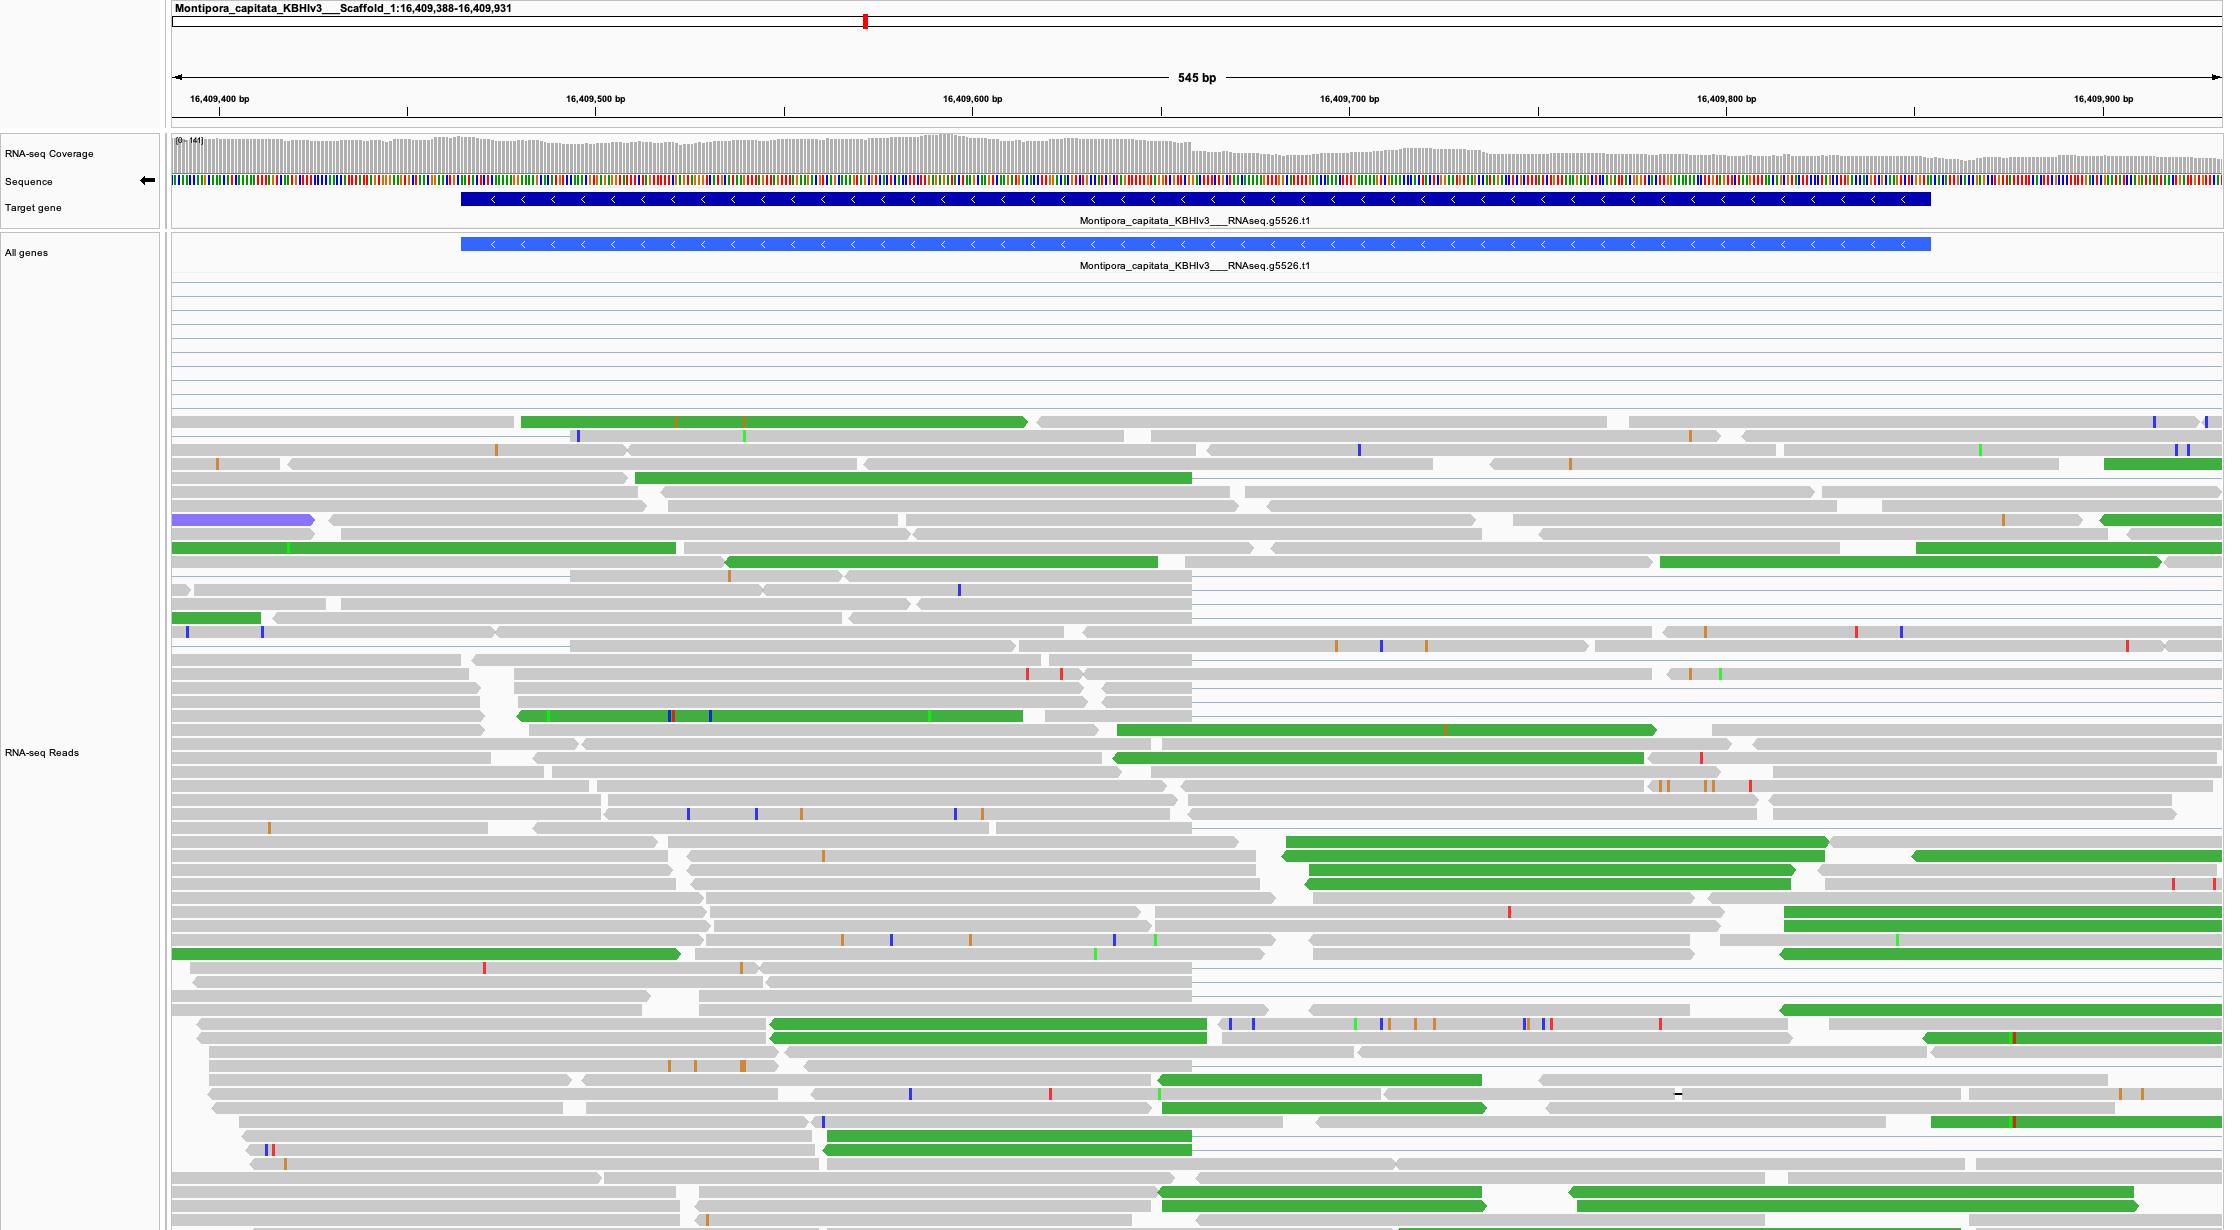 Montipora_capitata_KBHIv3___Scaffold_1:16,409,388-16,409,931
545 bp
16,409,400 bp 16,409,500 bp 16,409,600 bp 16,409,700 bp 16,409,800 bp 16,409,900 bp
[0 - 141]
RNA-seq Coverage
Sequence
Target gene
Montipora_capitata_KBHIv3___RNAseq.g5526.t1
All genes
Montipora_capitata_KBHIv3___RNAseq.g5526.t1
RNA-seq Reads